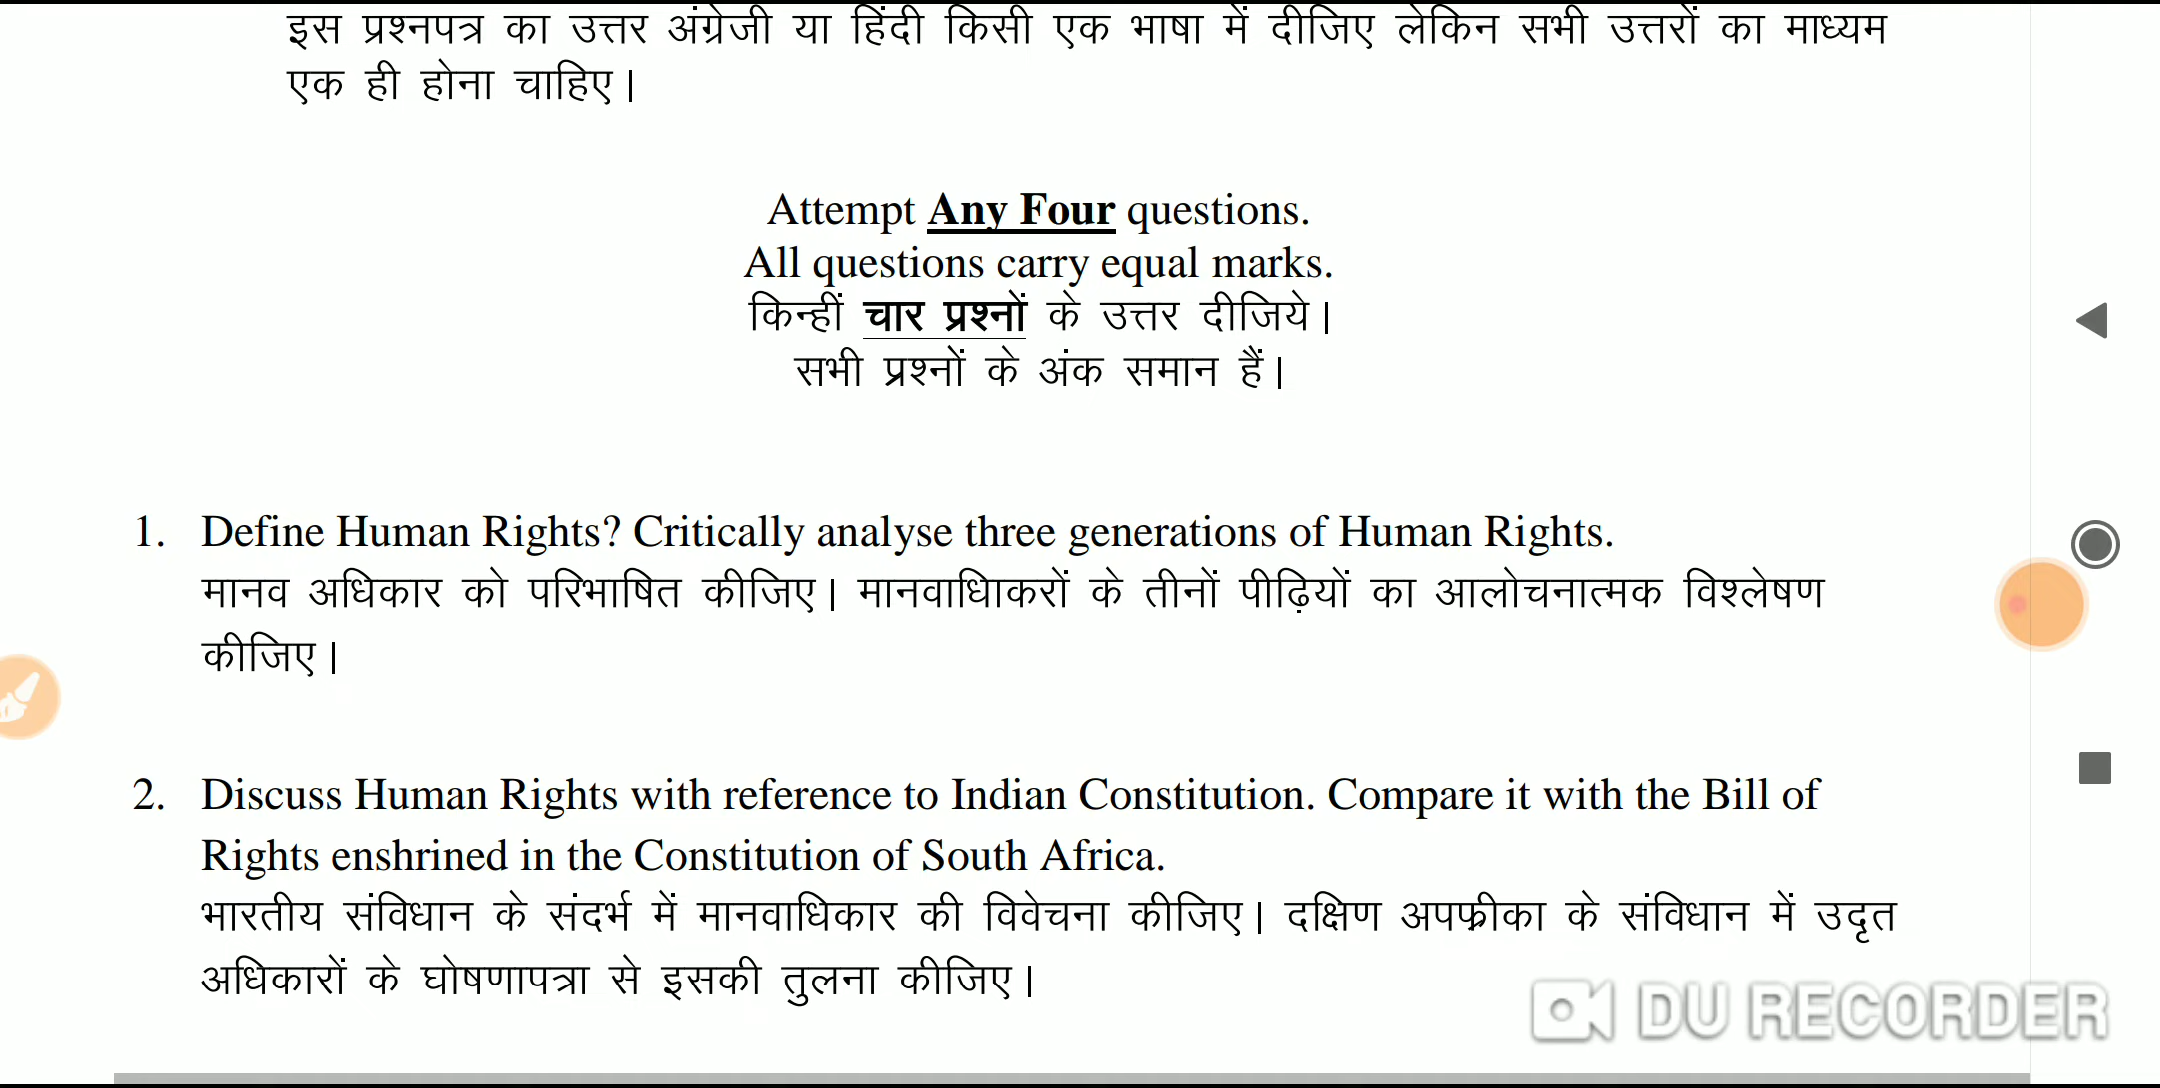 इस प्रश्नपत्र का उत्तर अंग्रेजी या हिंदी किसी एक भाषा में दीजिए लेकिन सभी उत्तरों का माध्यम
एक ही होना चाहिए।
Attempt Any Four questions.
All questions carry equal marks.
किन्हीं चार प्रश्नों के उत्तर दीजिये।
सभी प्रश्नों के अंक समान हैं।
1. Define Human Rights? Critically analyse three generations of Human Rights.
मानव अधिकार को परिभाषित कीजिए। मानवाधिाकरों के तीनों पीढ़ियों का आलोचनात्मक विश्लेषण
कीजिए।
2. Discuss Human Rights with reference to Indian Constitution. Compare it with the Bill of
Rights enshrined in the Constitution of South Africa.
भारतीय संविधान के संदर्भ में मानवाधिकार की विवेचना कीजिए। दक्षिण अपफ्रीका के संविधान में उदृत
अधिकारों के घोषणापत्रा से इसकी तुलना कीजिए।
DU RECORDER